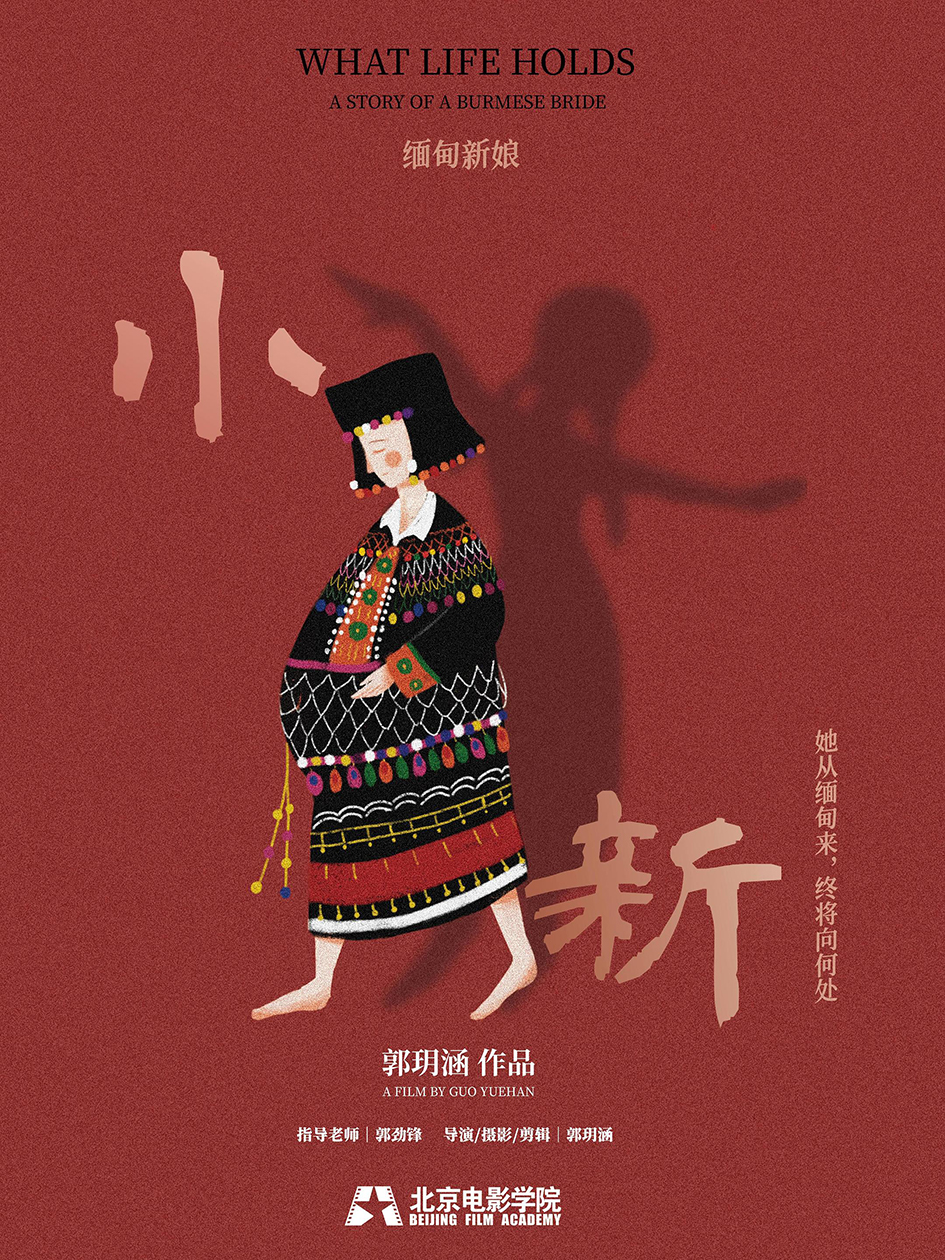 WHAT LIFE HOLDS
A STORY OF A BURMESE BRIDE
缅甸新娘
小
新
她从缅甸来，终将向何处
郭玥涵 作品
A FILM BY GUO YUEHAN
指导老师｜郭劲锋 导演/摄影/剪辑｜郭玥涵
北京电影学院
BEIJING FILM ACADEMY